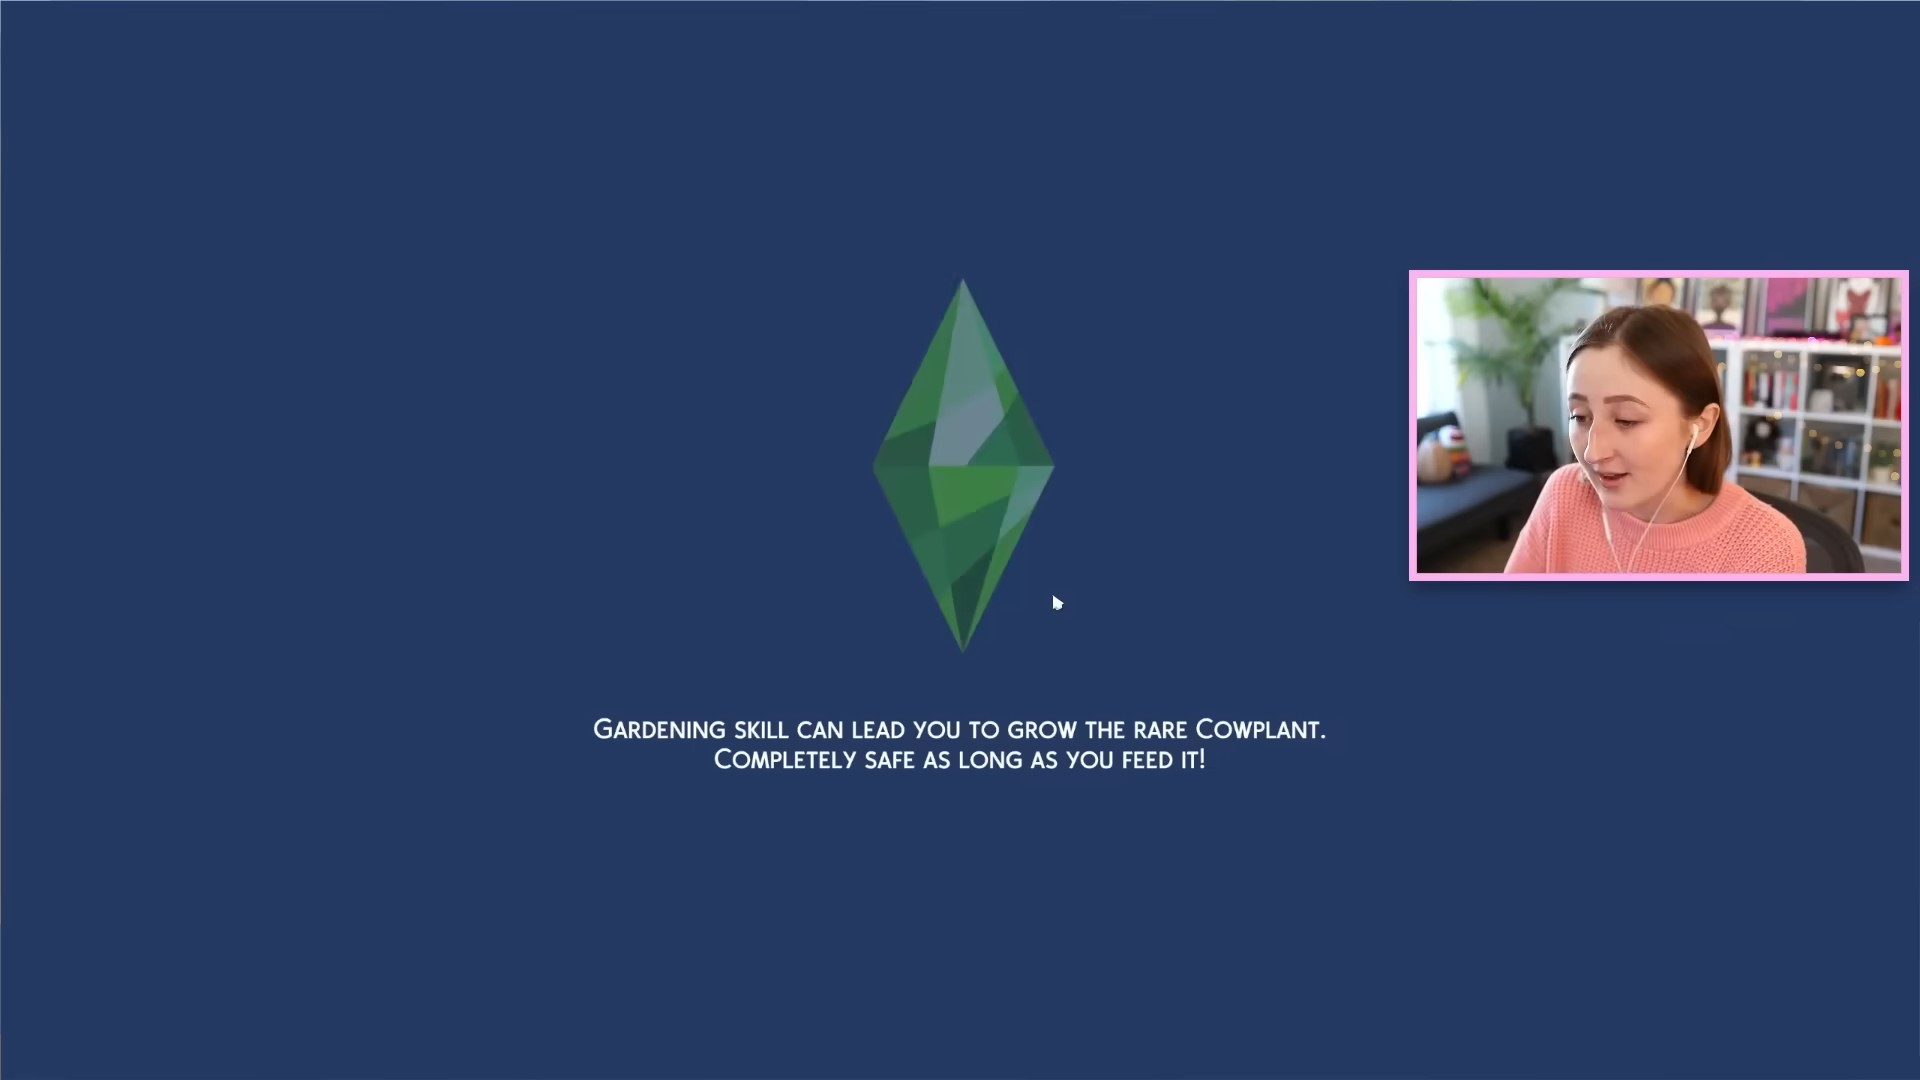 Gardening skill can lead you to grow the rare Cowplant.
Completely safe as long as you feed it!